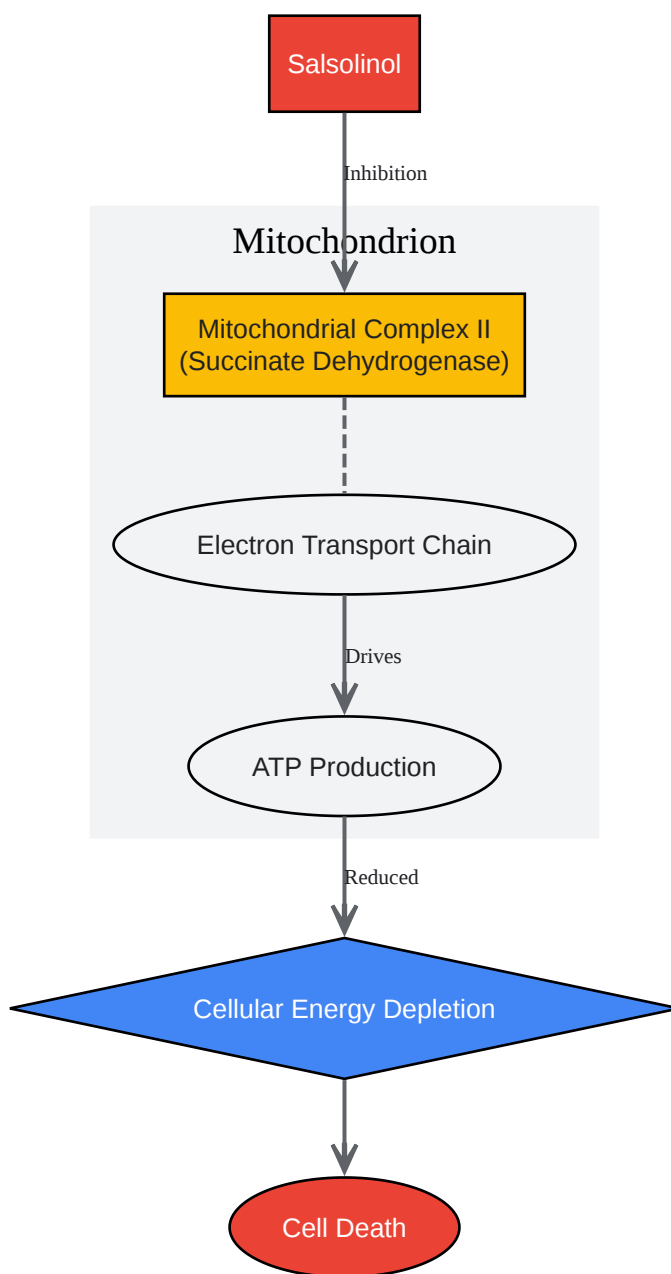 Salsolinol
Inhibition
Mitochondrion
Mitochondrial Complex II
(Succinate Dehydrogenase)
Electron Transport Chain
Drives
ATP Production
Reduced
Cellular Energy Depletion
Cell Death